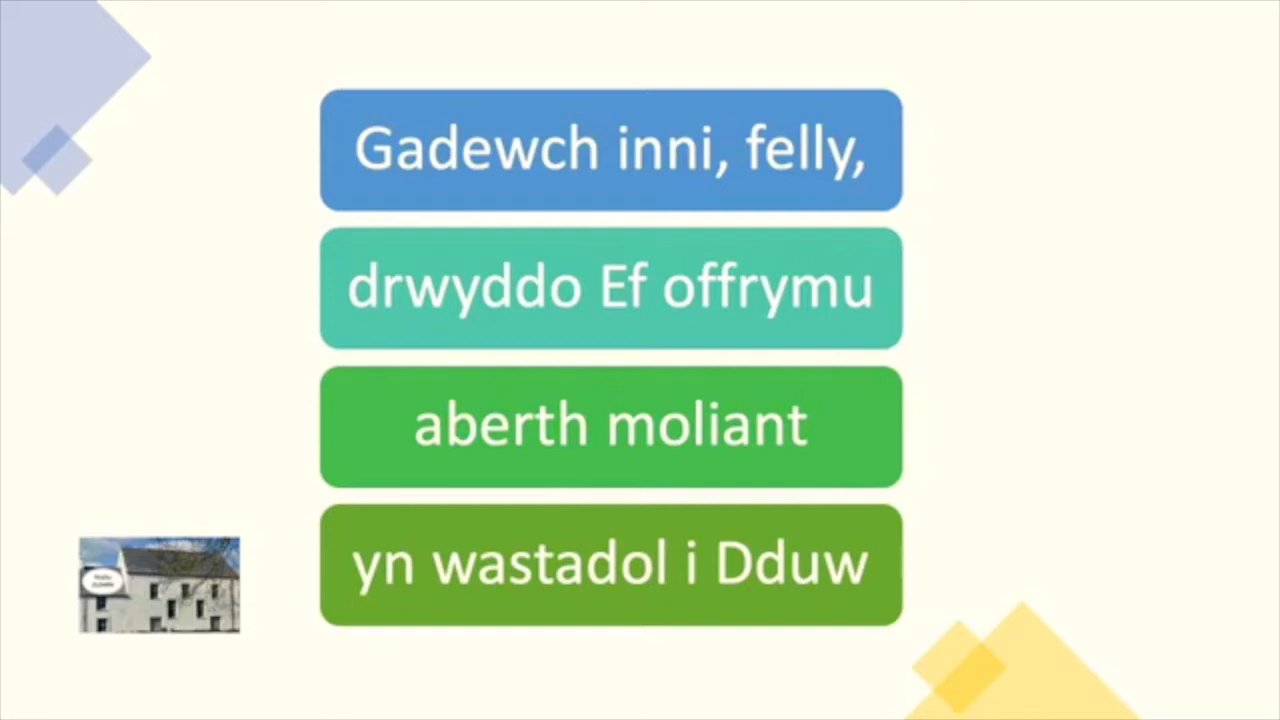 Gadewch inni, felly,
drwyddo Ef offrymu
aberth moliant
yn wastadol i Dduw